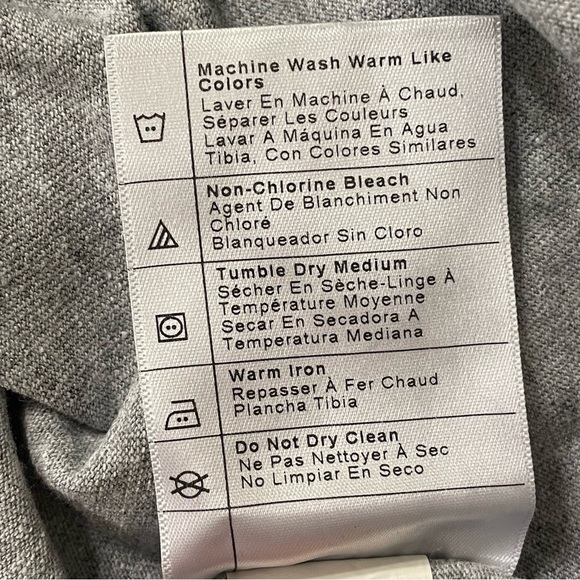 Machine Wash Warm Like
Colors
Laver En Machine À Chaud,
Séparer Les Couleurs
Lavar A Máquina En Agua
Tibia, Con Colores Similares
Non-Chlorine Bleach
Agent De Blanchiment Non
Chloré
Blanqueador Sin Cloro
Tumble Dry Medium
Sécher En Sèche-Linge À
Température Moyenne
Secar En Secadora A
Temperatura Mediana
Warm Iron
Repasser À Fer Chaud
Plancha Tibia
Do Not Dry Clean
Ne Pas Nettoyer À Sec
No Limpiar En Seco